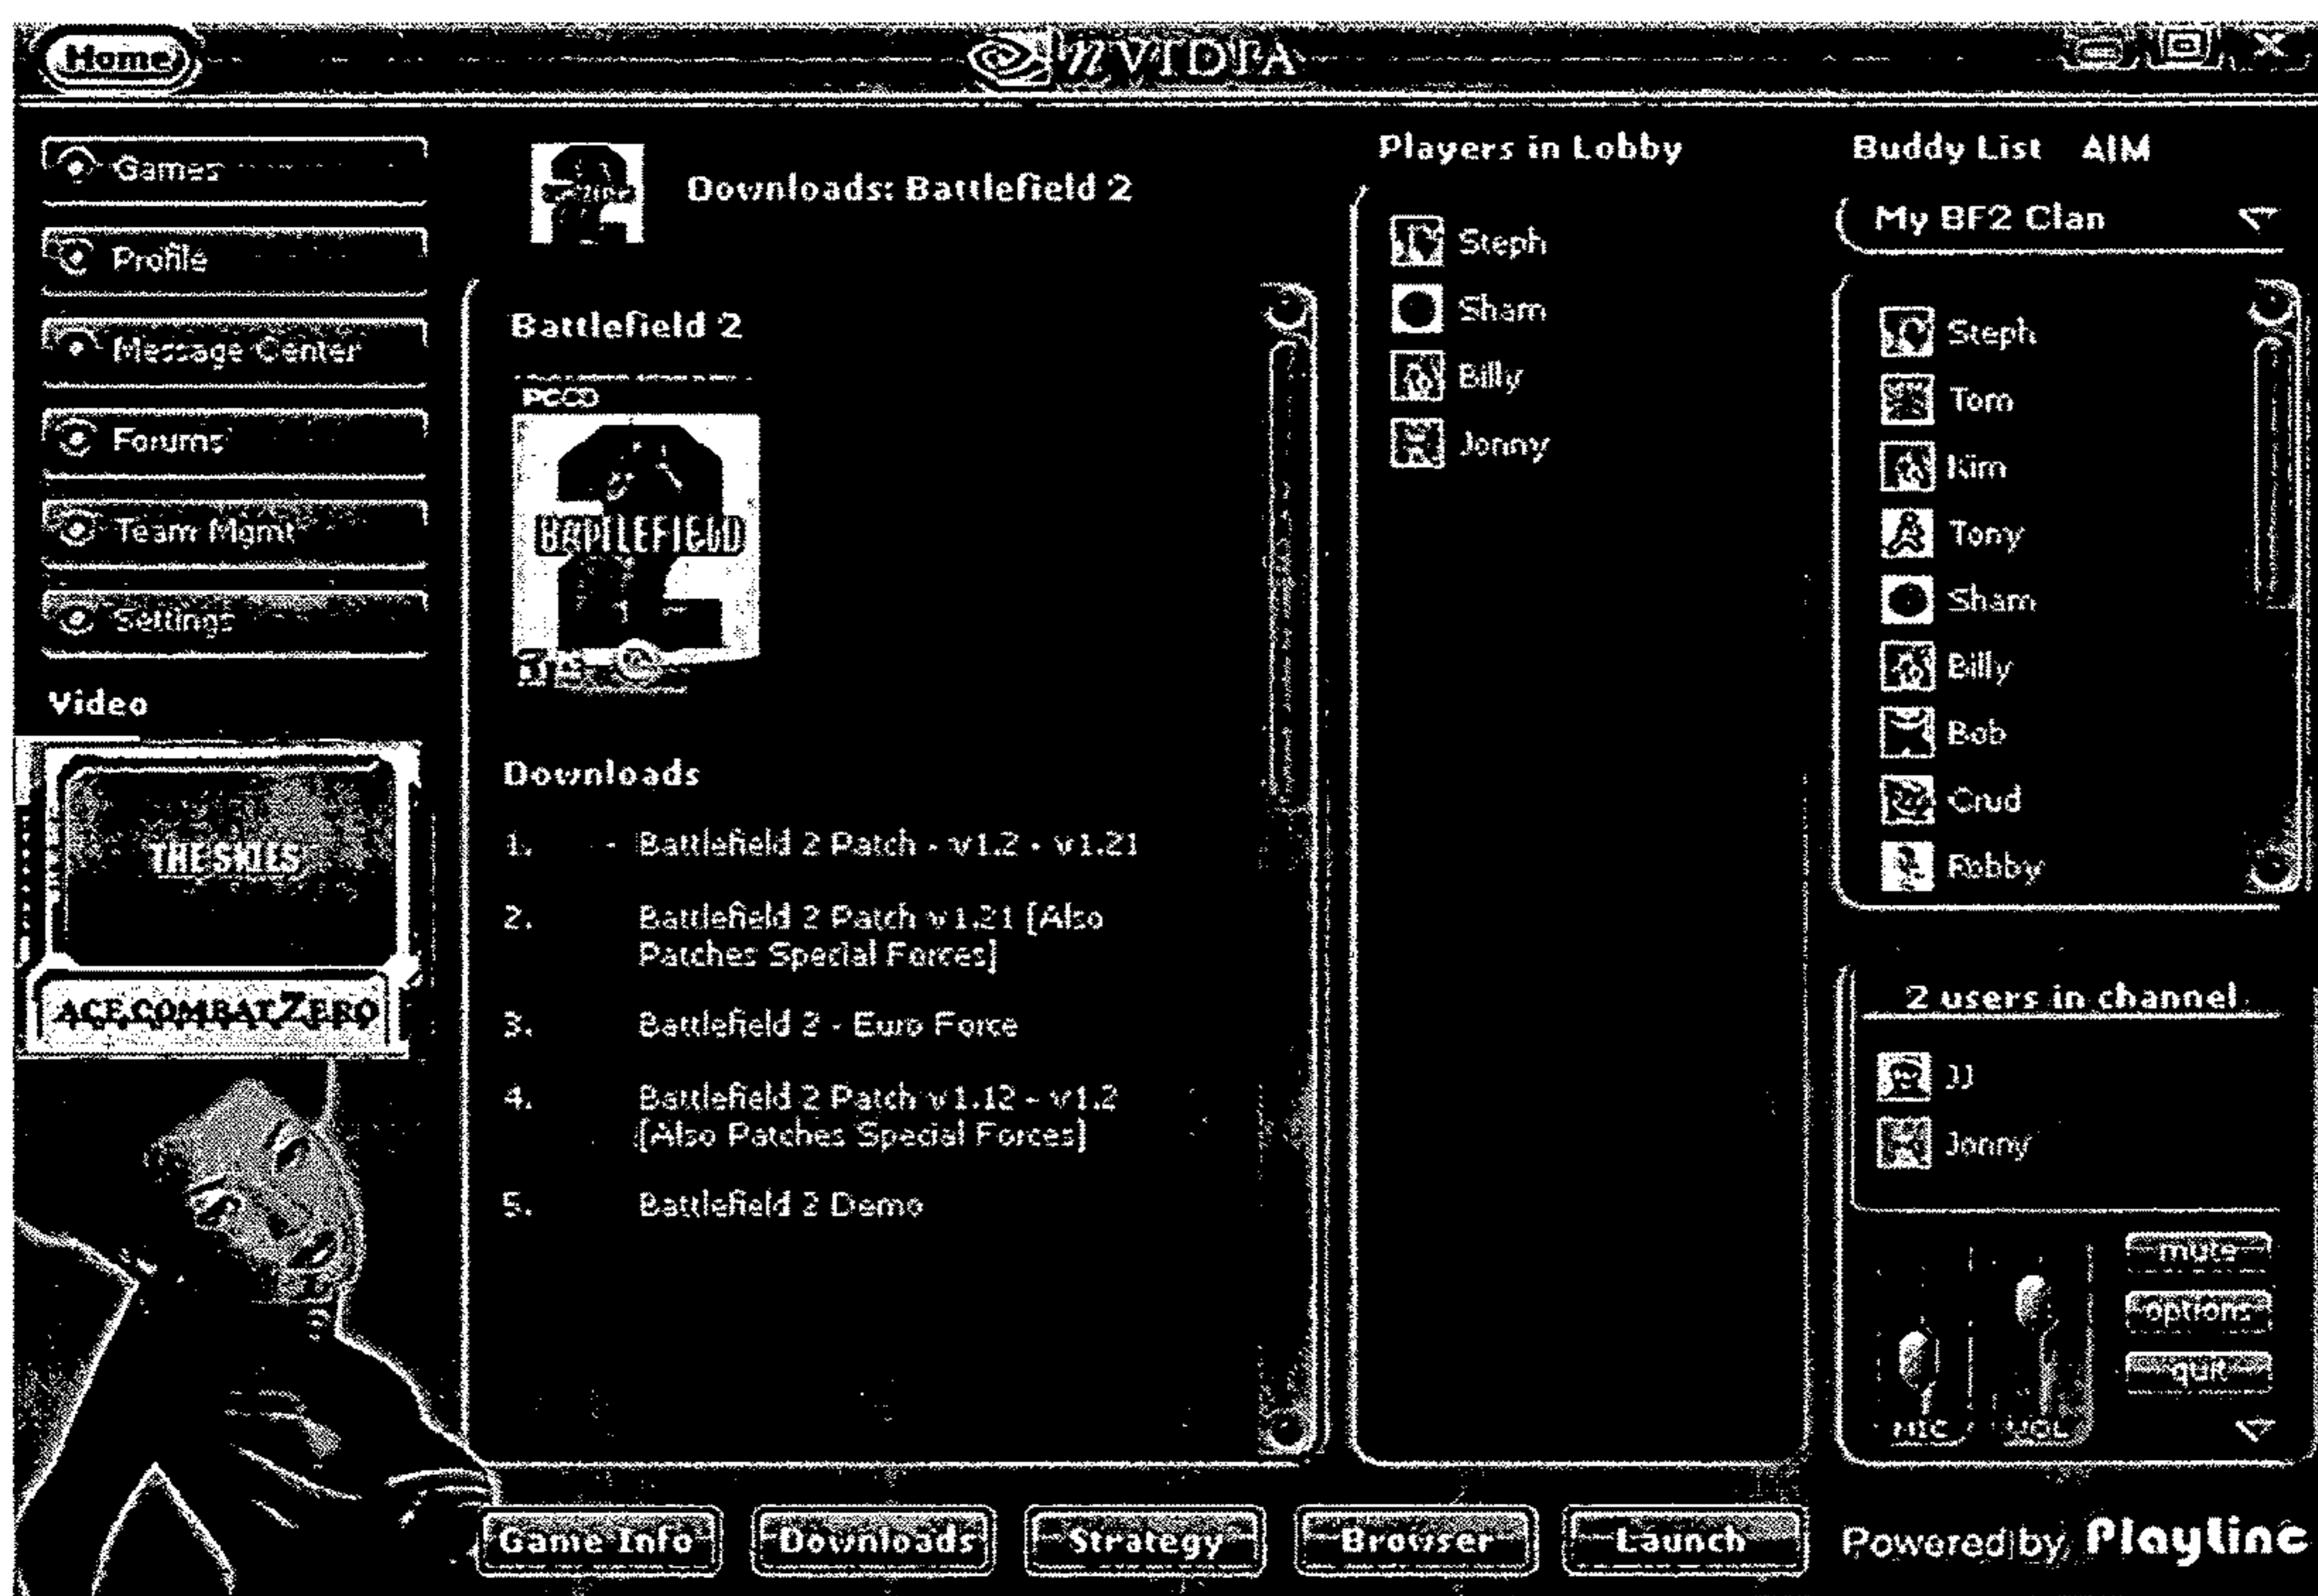 Home
NVIDIA
Games
Profile
Message Center
Forums
Team Mgmt
Settings
Video
THE SKIES
ACE COMBAT ZERO
Downloads: Battlefield 2
Battlefield 2
PCCD
BATTLEFIELD
Downloads
1. - Battlefield 2 Patch - v1.2 - v1.21
2. Battlefield 2 Patch v1.21 [Also
Patches Special Forces]
3. Battlefield 2 - Euro Force
4. Battlefield 2 Patch v1.12 - v1.2
[Also Patches Special Forces]
5. Battlefield 2 Demo
Players in Lobby
Steph
Sham
Billy
Jonny
Buddy List AIM
My BF2 Clan
Steph
Tom
Kim
Tony
Sham
Billy
Bob
Crud
Robby
2 users in channel
JJ
Jonny
mute
options
quit
MIC VOL
Game Info Downloads Strategy Browser Launch
Powered by PlayLinc